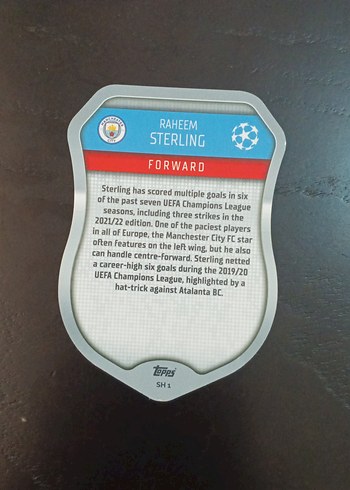 RAHEEM
STERLING
FORWARD
Sterling has scored multiple goals in six
of the past seven UEFA Champions League
seasons, including three strikes in the
2021/22 edition. One of the paciest players
in all of Europe, the Manchester City FC star
often features on the left wing, but he also
can handle centre-forward. Sterling netted
a career-high six goals during the 2019/20
UEFA Champions League, highlighted by a
hat-trick against Atalanta BC.
Topps
SH 1